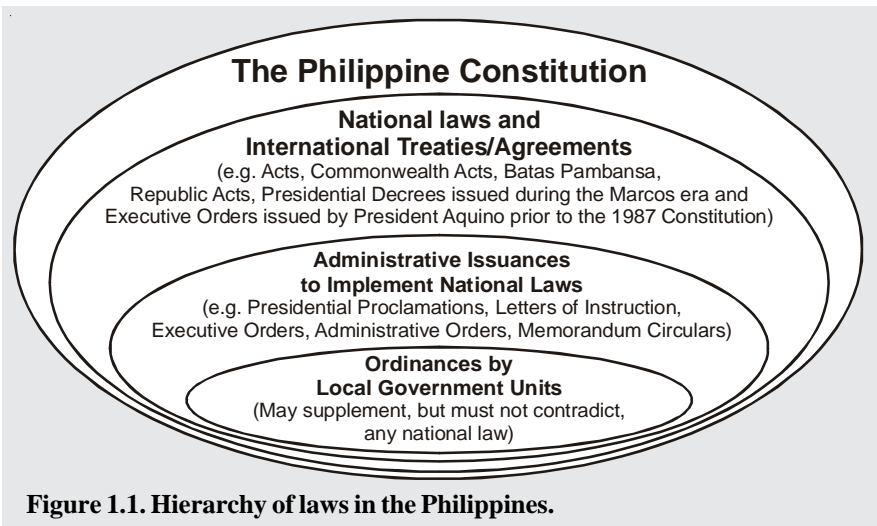 The Philippine Constitution
National laws and
International Treaties/Agreements
(e.g. Acts, Commonwealth Acts, Batas Pambansa,
Republic Acts, Presidential Decrees issued during the Marcos era and
Executive Orders issued by President Aquino prior to the 1987 Constitution)
Administrative Issuances
to Implement National Laws
(e.g. Presidential Proclamations, Letters of Instruction,
Executive Orders, Administrative Orders, Memorandum Circulars)
Ordinances by
Local Government Units
(May supplement, but must not contradict,
any national law)
Figure 1.1. Hierarchy of laws in the Philippines.